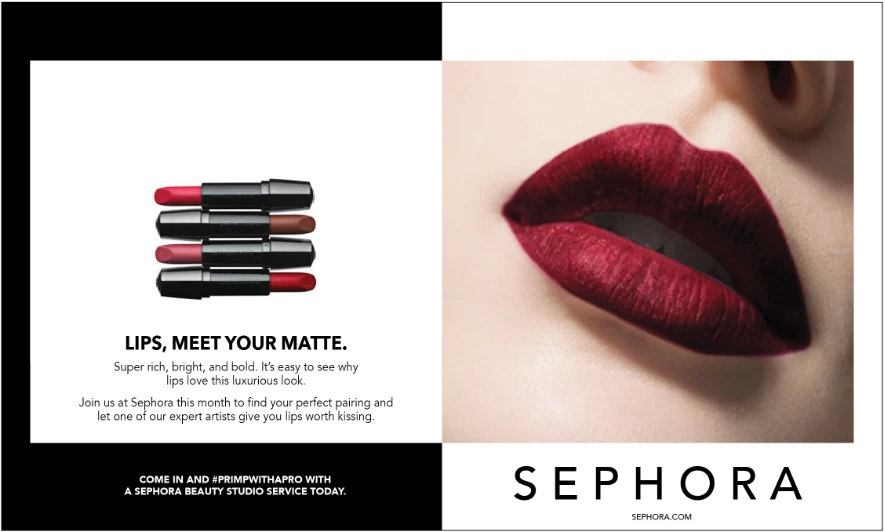 LIPS, MEET YOUR MATTE.
Super rich, bright, and bold. It's easy to see why
lips love this luxurious look.
Join us at Sephora this month to find your perfect pairing and
let one of our expert artists give you lips worth kissing.
COME IN AND #PRIMPWITHAPRO WITH
A SEPHORA BEAUTY STUDIO SERVICE TODAY.
SEPHORA
SEPHORA.COM